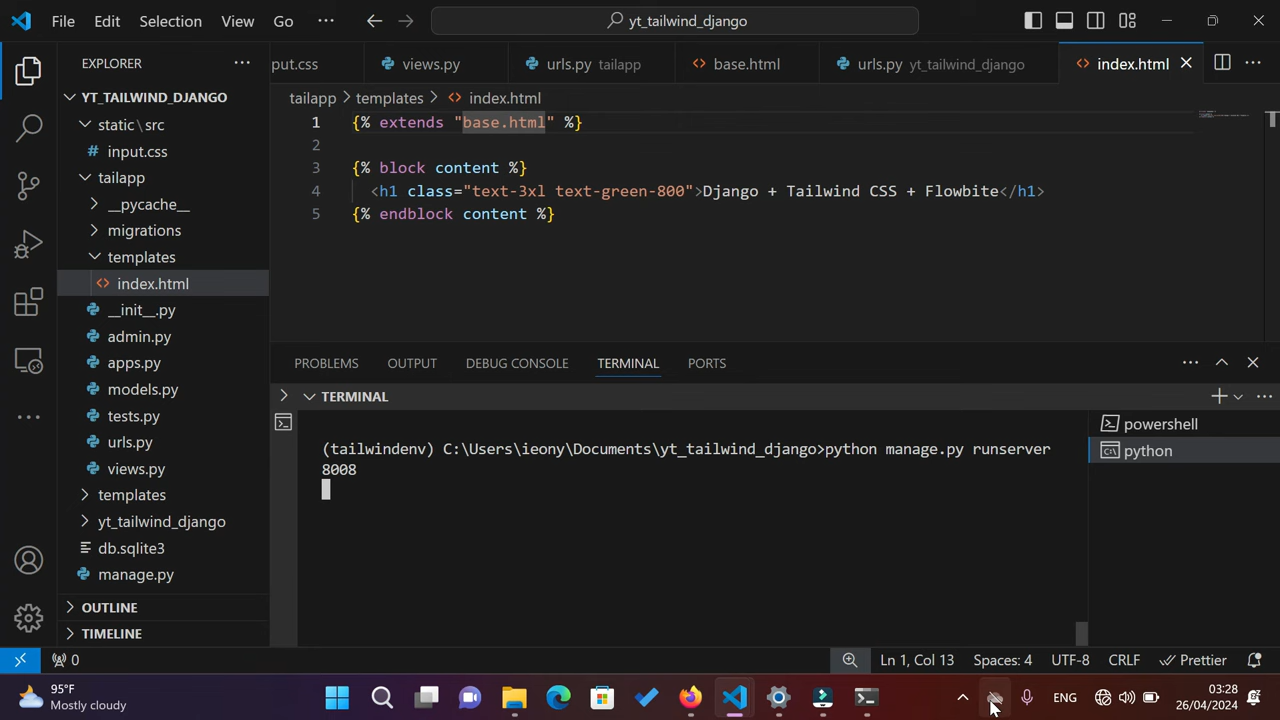 File Edit Selection View Go ··· yt_tailwind_django
EXPLORER ···
YT_TAILWIND_DJANGO
static\src
input.css
tailapp
__pycache__
migrations
templates
index.html
__init__.py
admin.py
apps.py
models.py
tests.py
urls.py
views.py
templates
yt_tailwind_django
db.sqlite3
manage.py
OUTLINE
TIMELINE
put.css views.py urls.py tailapp base.html urls.py yt_tailwind_django index.html
tailapp > templates > index.html
1 {% extends "base.html" %}
2
3 {% block content %}
4 <h1 class="text-3xl text-green-800">Django + Tailwind CSS + Flowbite</h1>
5 {% endblock content %}
PROBLEMS OUTPUT DEBUG CONSOLE TERMINAL PORTS
TERMINAL
(tailwindenv) C:\Users\ieony\Documents\yt_tailwind_django>python manage.py runserver
8008
powershell
python
0 Ln 1, Col 13 Spaces: 4 UTF-8 CRLF Prettier
95°F
Mostly cloudy
ENG
03:28
26/04/2024